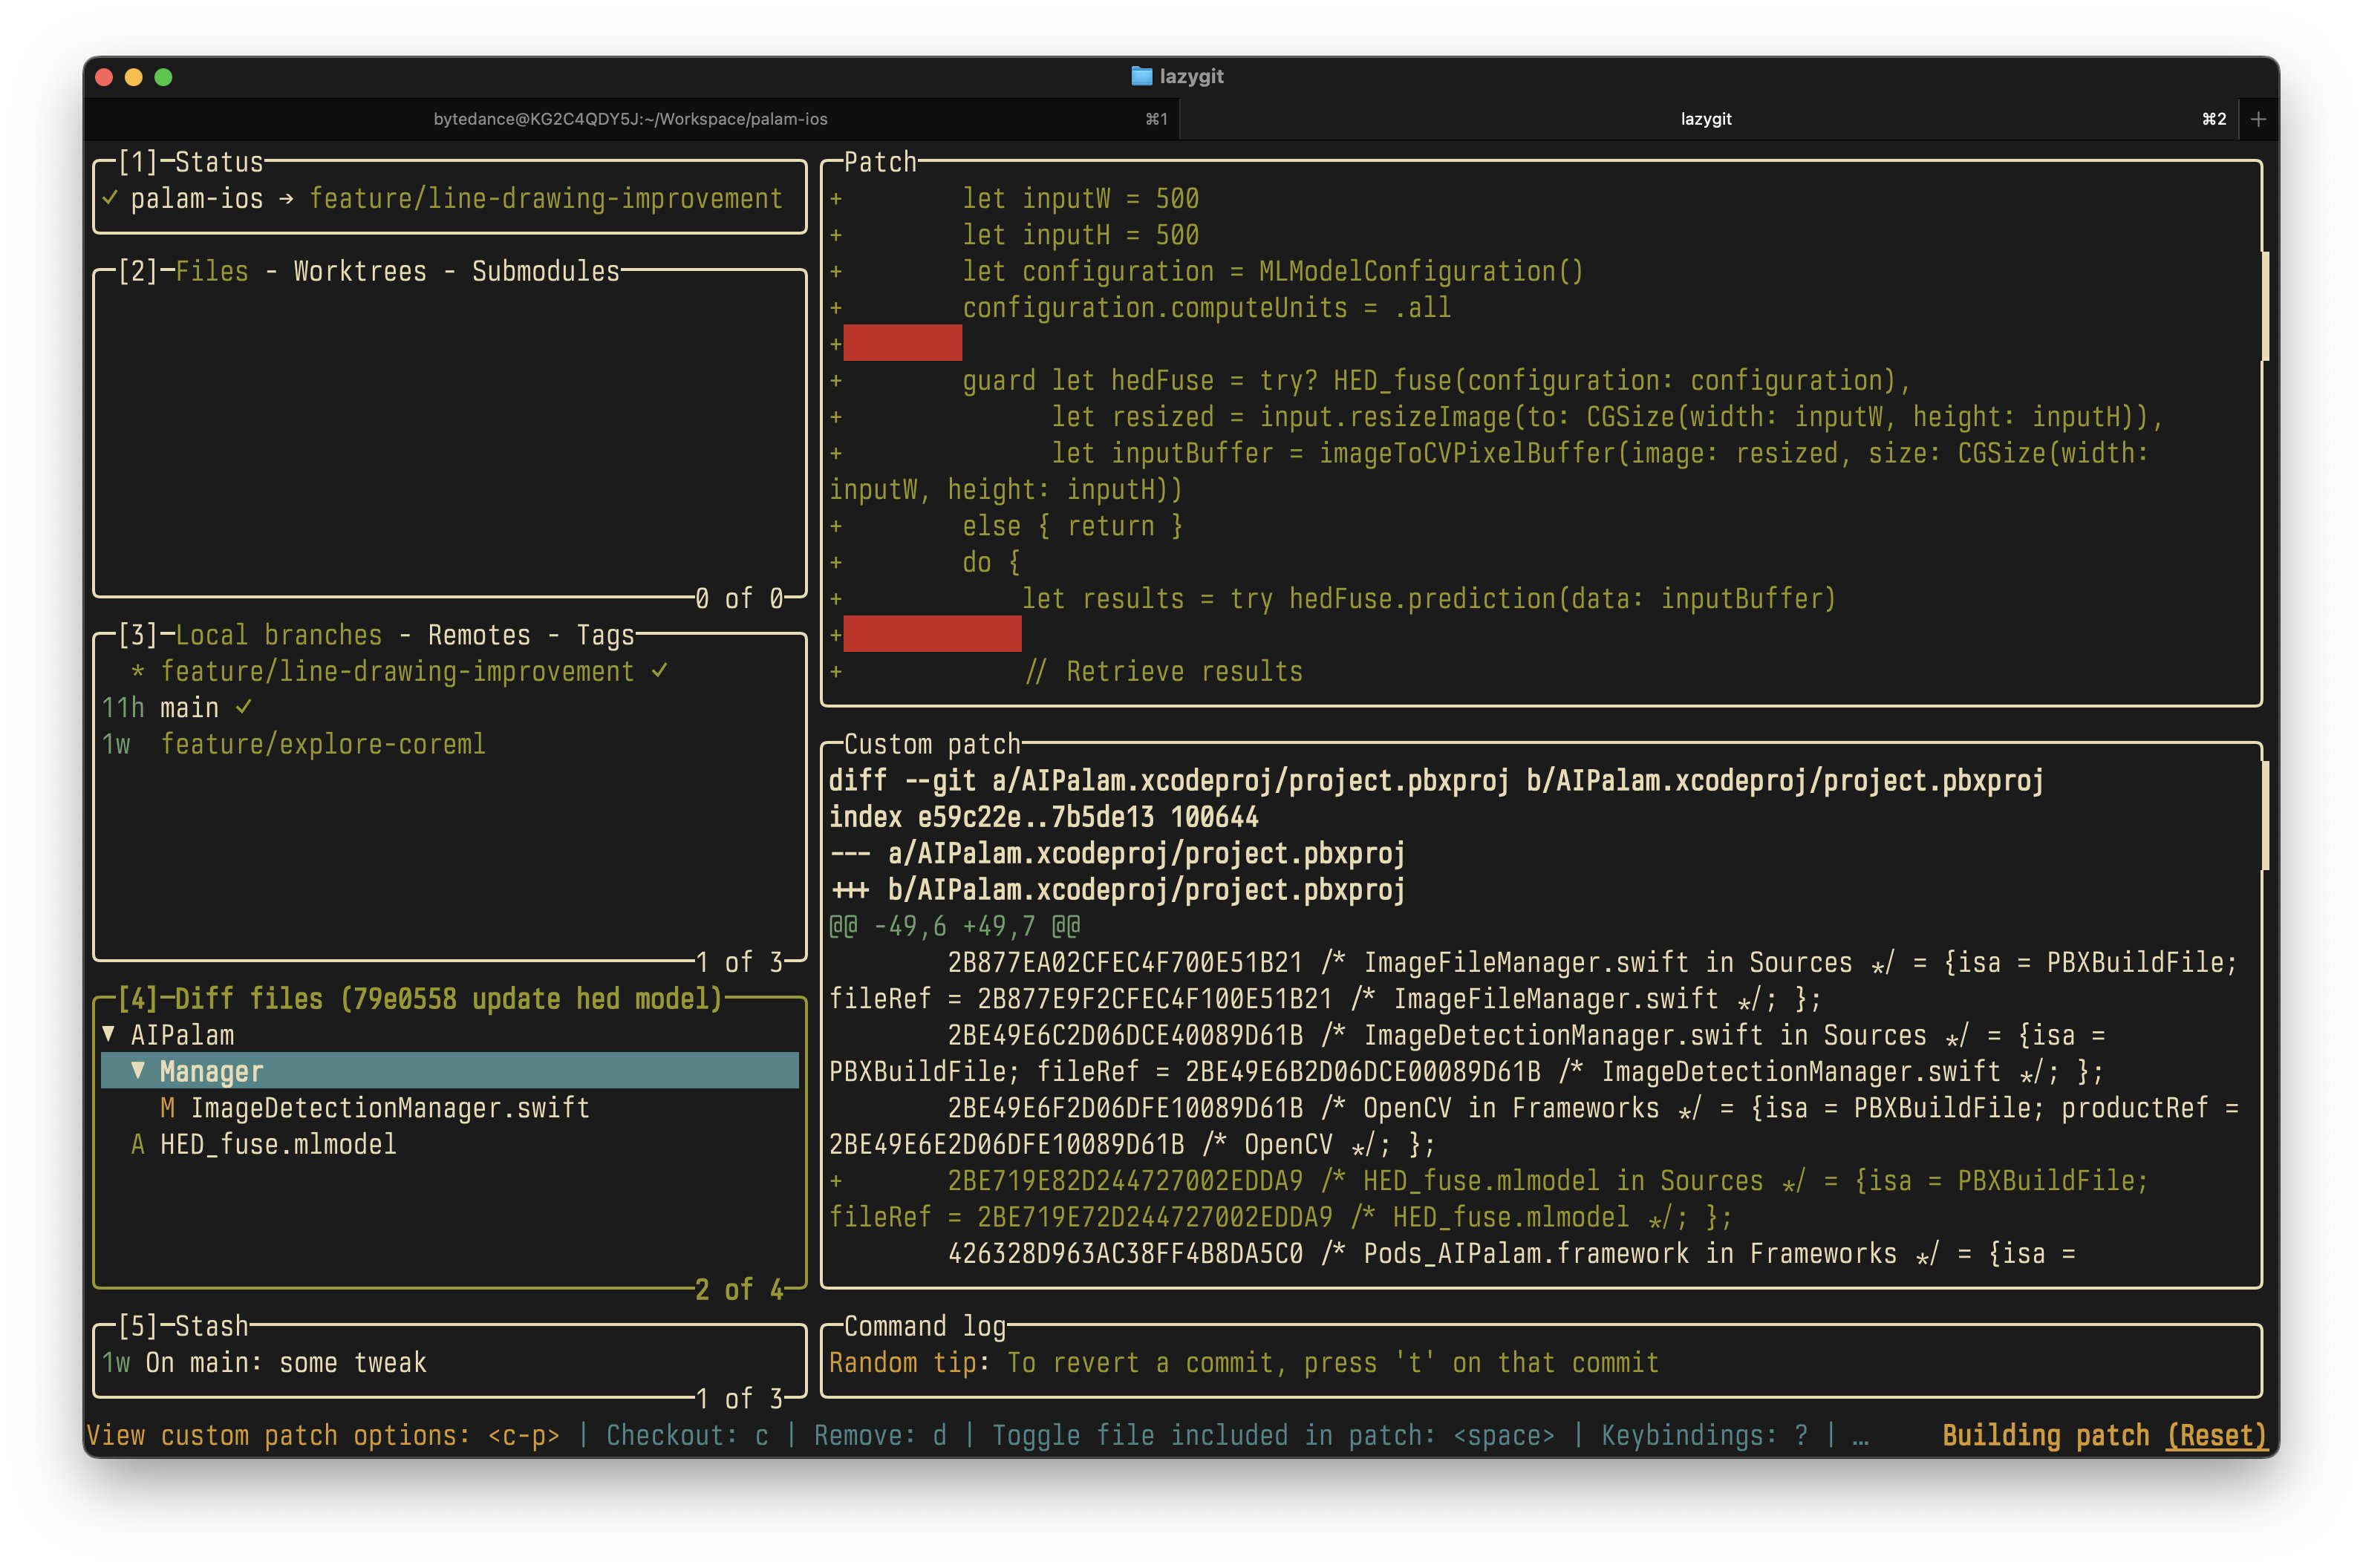 lazygit
bytedance@KG2C4QDY5J:~/Workspace/palam-ios ⌘1
lazygit ⌘2 +
[1]─Status
✓ palam-ios → feature/line-drawing-improvement
[2]─Files - Worktrees - Submodules
0 of 0
[3]─Local branches - Remotes - Tags
* feature/line-drawing-improvement ✓
11h main ✓
1w feature/explore-coreml
1 of 3
[4]─Diff files (79e0558 update hed model)
▼ AIPalam
▼ Manager
M ImageDetectionManager.swift
A HED_fuse.mlmodel
2 of 4
[5]─Stash
1w On main: some tweak
1 of 3
Patch
+ let inputW = 500
+ let inputH = 500
+ let configuration = MLModelConfiguration()
+ configuration.computeUnits = .all
+
+ guard let hedFuse = try? HED_fuse(configuration: configuration),
+ let resized = input.resizeImage(to: CGSize(width: inputW, height: inputH)),
+ let inputBuffer = imageToCVPixelBuffer(image: resized, size: CGSize(width:
inputW, height: inputH))
+ else { return }
+ do {
+ let results = try hedFuse.prediction(data: inputBuffer)
+
+ // Retrieve results
Custom patch
diff --git a/AIPalam.xcodeproj/project.pbxproj b/AIPalam.xcodeproj/project.pbxproj
index e59c22e..7b5de13 100644
--- a/AIPalam.xcodeproj/project.pbxproj
+++ b/AIPalam.xcodeproj/project.pbxproj
@@ -49,6 +49,7 @@
2B877EA02CFEC4F700E51B21 /* ImageFileManager.swift in Sources */ = {isa = PBXBuildFile;
fileRef = 2B877E9F2CFEC4F100E51B21 /* ImageFileManager.swift */; };
2BE49E6C2D06DCE40089D61B /* ImageDetectionManager.swift in Sources */ = {isa =
PBXBuildFile; fileRef = 2BE49E6B2D06DCE00089D61B /* ImageDetectionManager.swift */; };
2BE49E6F2D06DFE10089D61B /* OpenCV in Frameworks */ = {isa = PBXBuildFile; productRef =
2BE49E6E2D06DFE10089D61B /* OpenCV */; };
+ 2BE719E82D244727002EDDA9 /* HED_fuse.mlmodel in Sources */ = {isa = PBXBuildFile;
fileRef = 2BE719E72D244727002EDDA9 /* HED_fuse.mlmodel */; };
426328D963AC38FF4B8DA5C0 /* Pods_AIPalam.framework in Frameworks */ = {isa =
Command log
Random tip: To revert a commit, press 't' on that commit
View custom patch options: <c-p> | Checkout: c | Remove: d | Toggle file included in patch: <space> | Keybindings: ? | … Building patch (Reset)